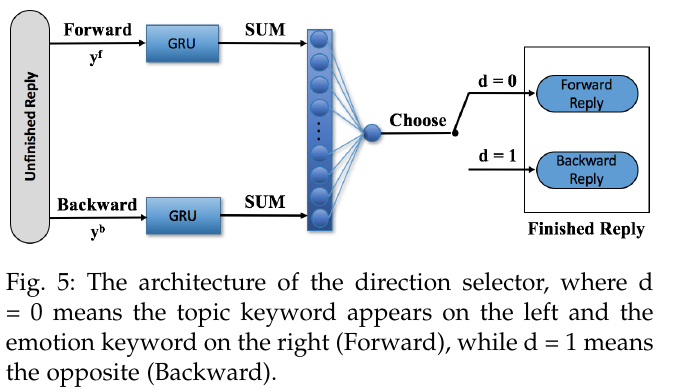 Unfinished Reply
Forward
yf
GRU
SUM
Backward
yb
GRU
SUM
Choose
d = 0
d = 1
Forward
Reply
Backward
Reply
Finished Reply
Fig. 5: The architecture of the direction selector, where d
= 0 means the topic keyword appears on the left and the
emotion keyword on the right (Forward), while d = 1 means
the opposite (Backward).